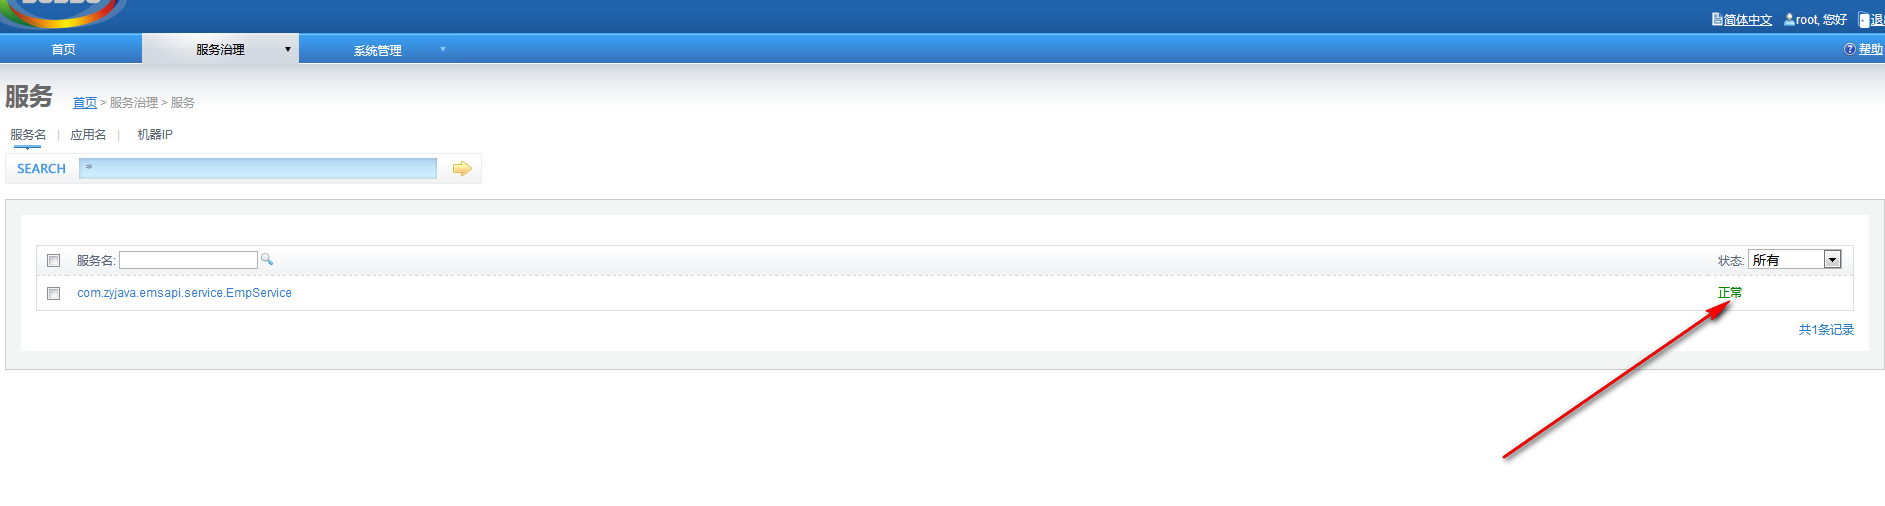 简体中文 root, 您好
首页 服务治理 系统管理 帮助
服务 首页 > 服务治理 > 服务
服务名 | 应用名 | 机器IP
SEARCH *
服务名: 状态: 所有
com.zyjava.emsapi.service.EmpService 正常
共1条记录